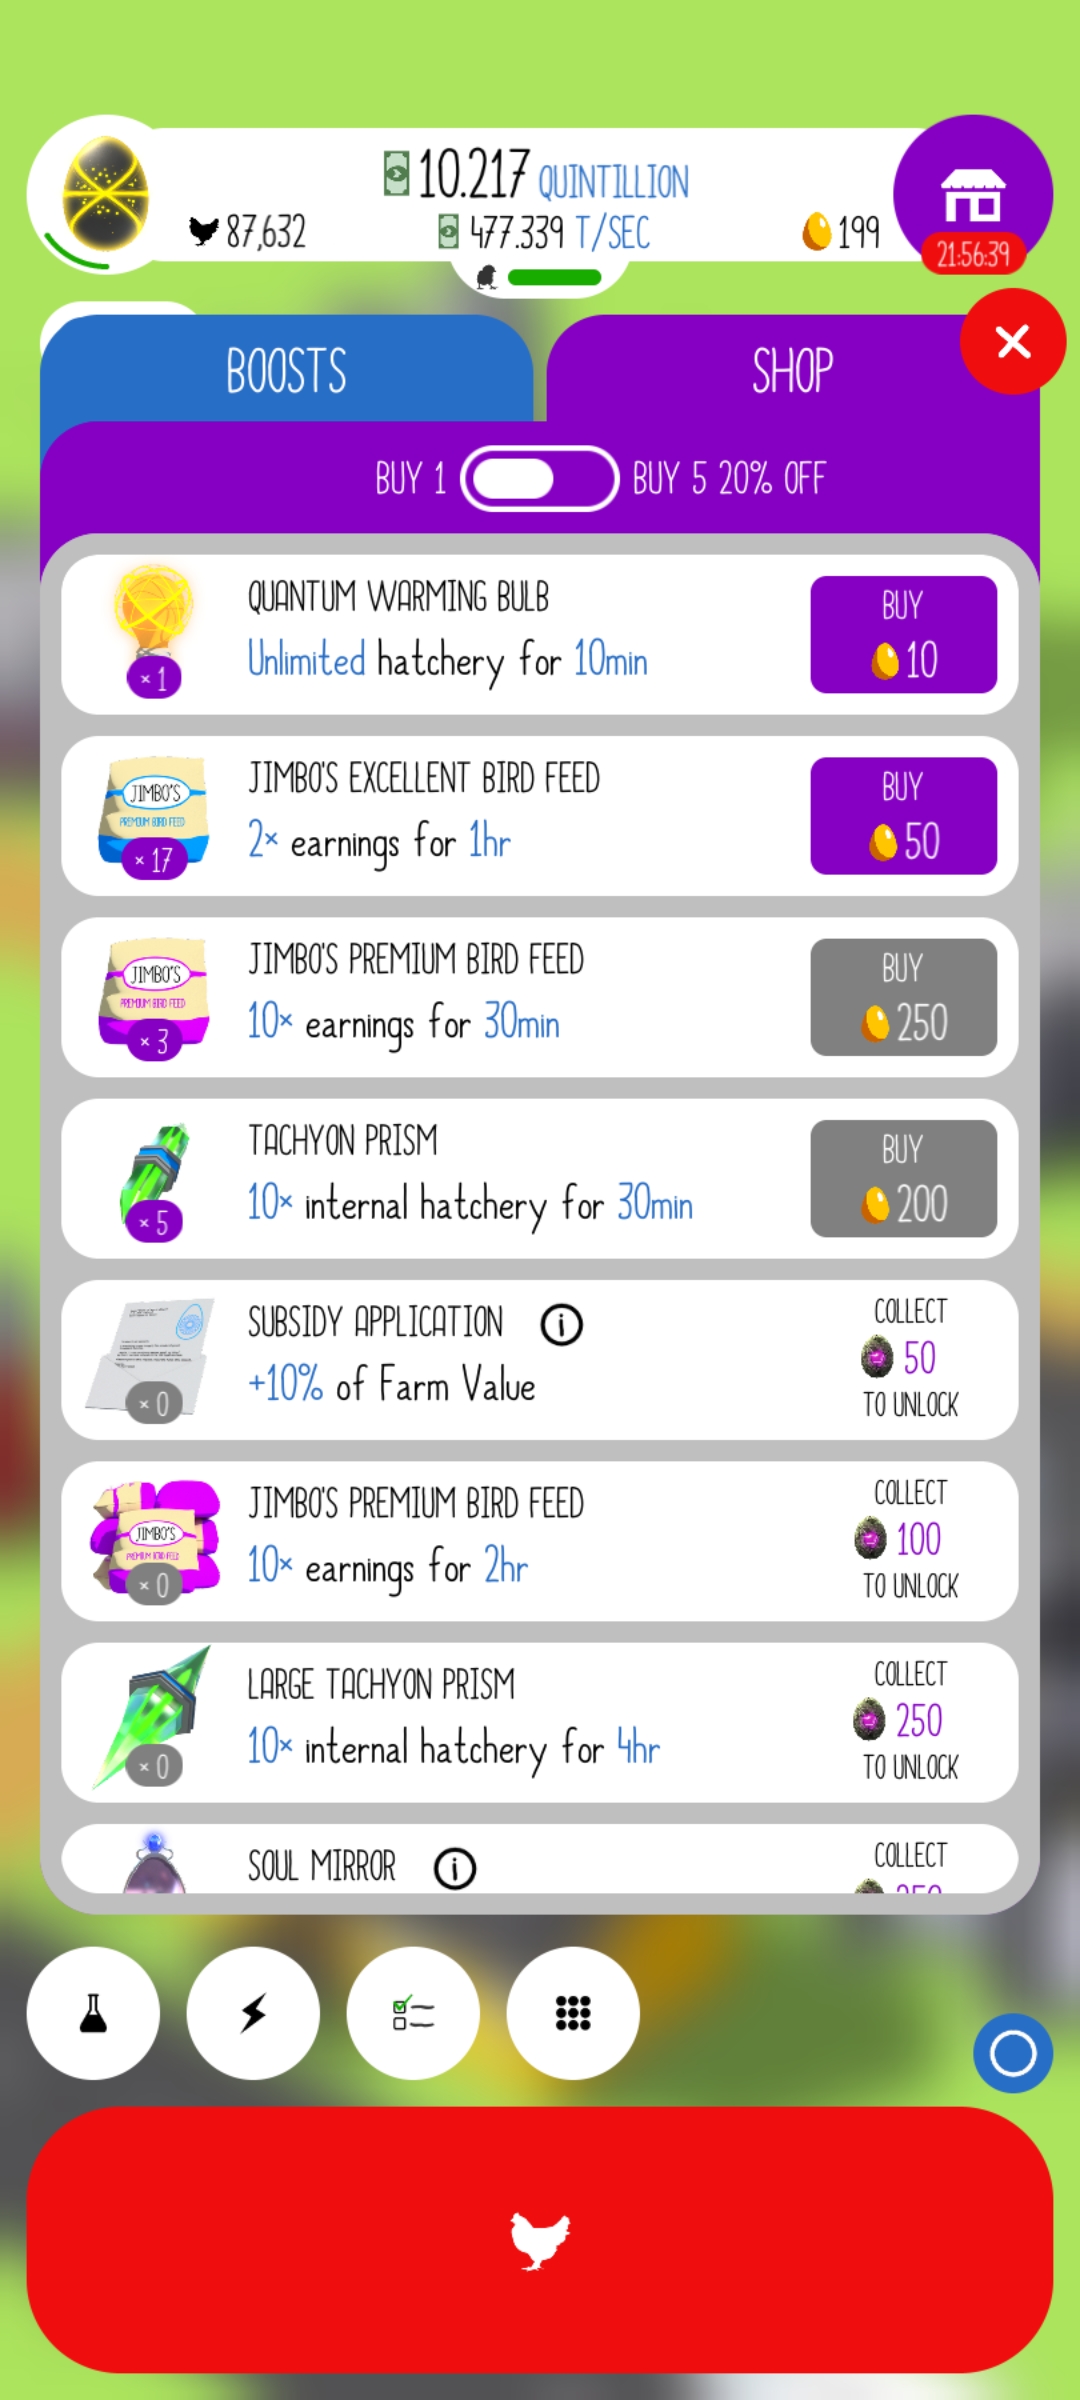 10.217 QUINTILLION
87,632
477.339 T/SEC
199
21:56:39
BOOSTS
SHOP
BUY 1
BUY 5 20% OFF
QUANTUM WARMING BULB
Unlimited hatchery for 10min
× 1
BUY
10
JIMBO'S
PREMIUM BIRD FEED
× 17
JIMBO'S EXCELLENT BIRD FEED
2× earnings for 1hr
BUY
50
JIMBO'S
PREMIUM BIRD FEED
× 3
JIMBO'S PREMIUM BIRD FEED
10× earnings for 30min
BUY
250
× 5
TACHYON PRISM
10× internal hatchery for 30min
BUY
200
× 0
SUBSIDY APPLICATION
+10% of Farm Value
COLLECT
50
TO UNLOCK
JIMBO'S
PREMIUM BIRD FEED
× 0
JIMBO'S PREMIUM BIRD FEED
10× earnings for 2hr
COLLECT
100
TO UNLOCK
× 0
LARGE TACHYON PRISM
10× internal hatchery for 4hr
COLLECT
250
TO UNLOCK
SOUL MIRROR
COLLECT